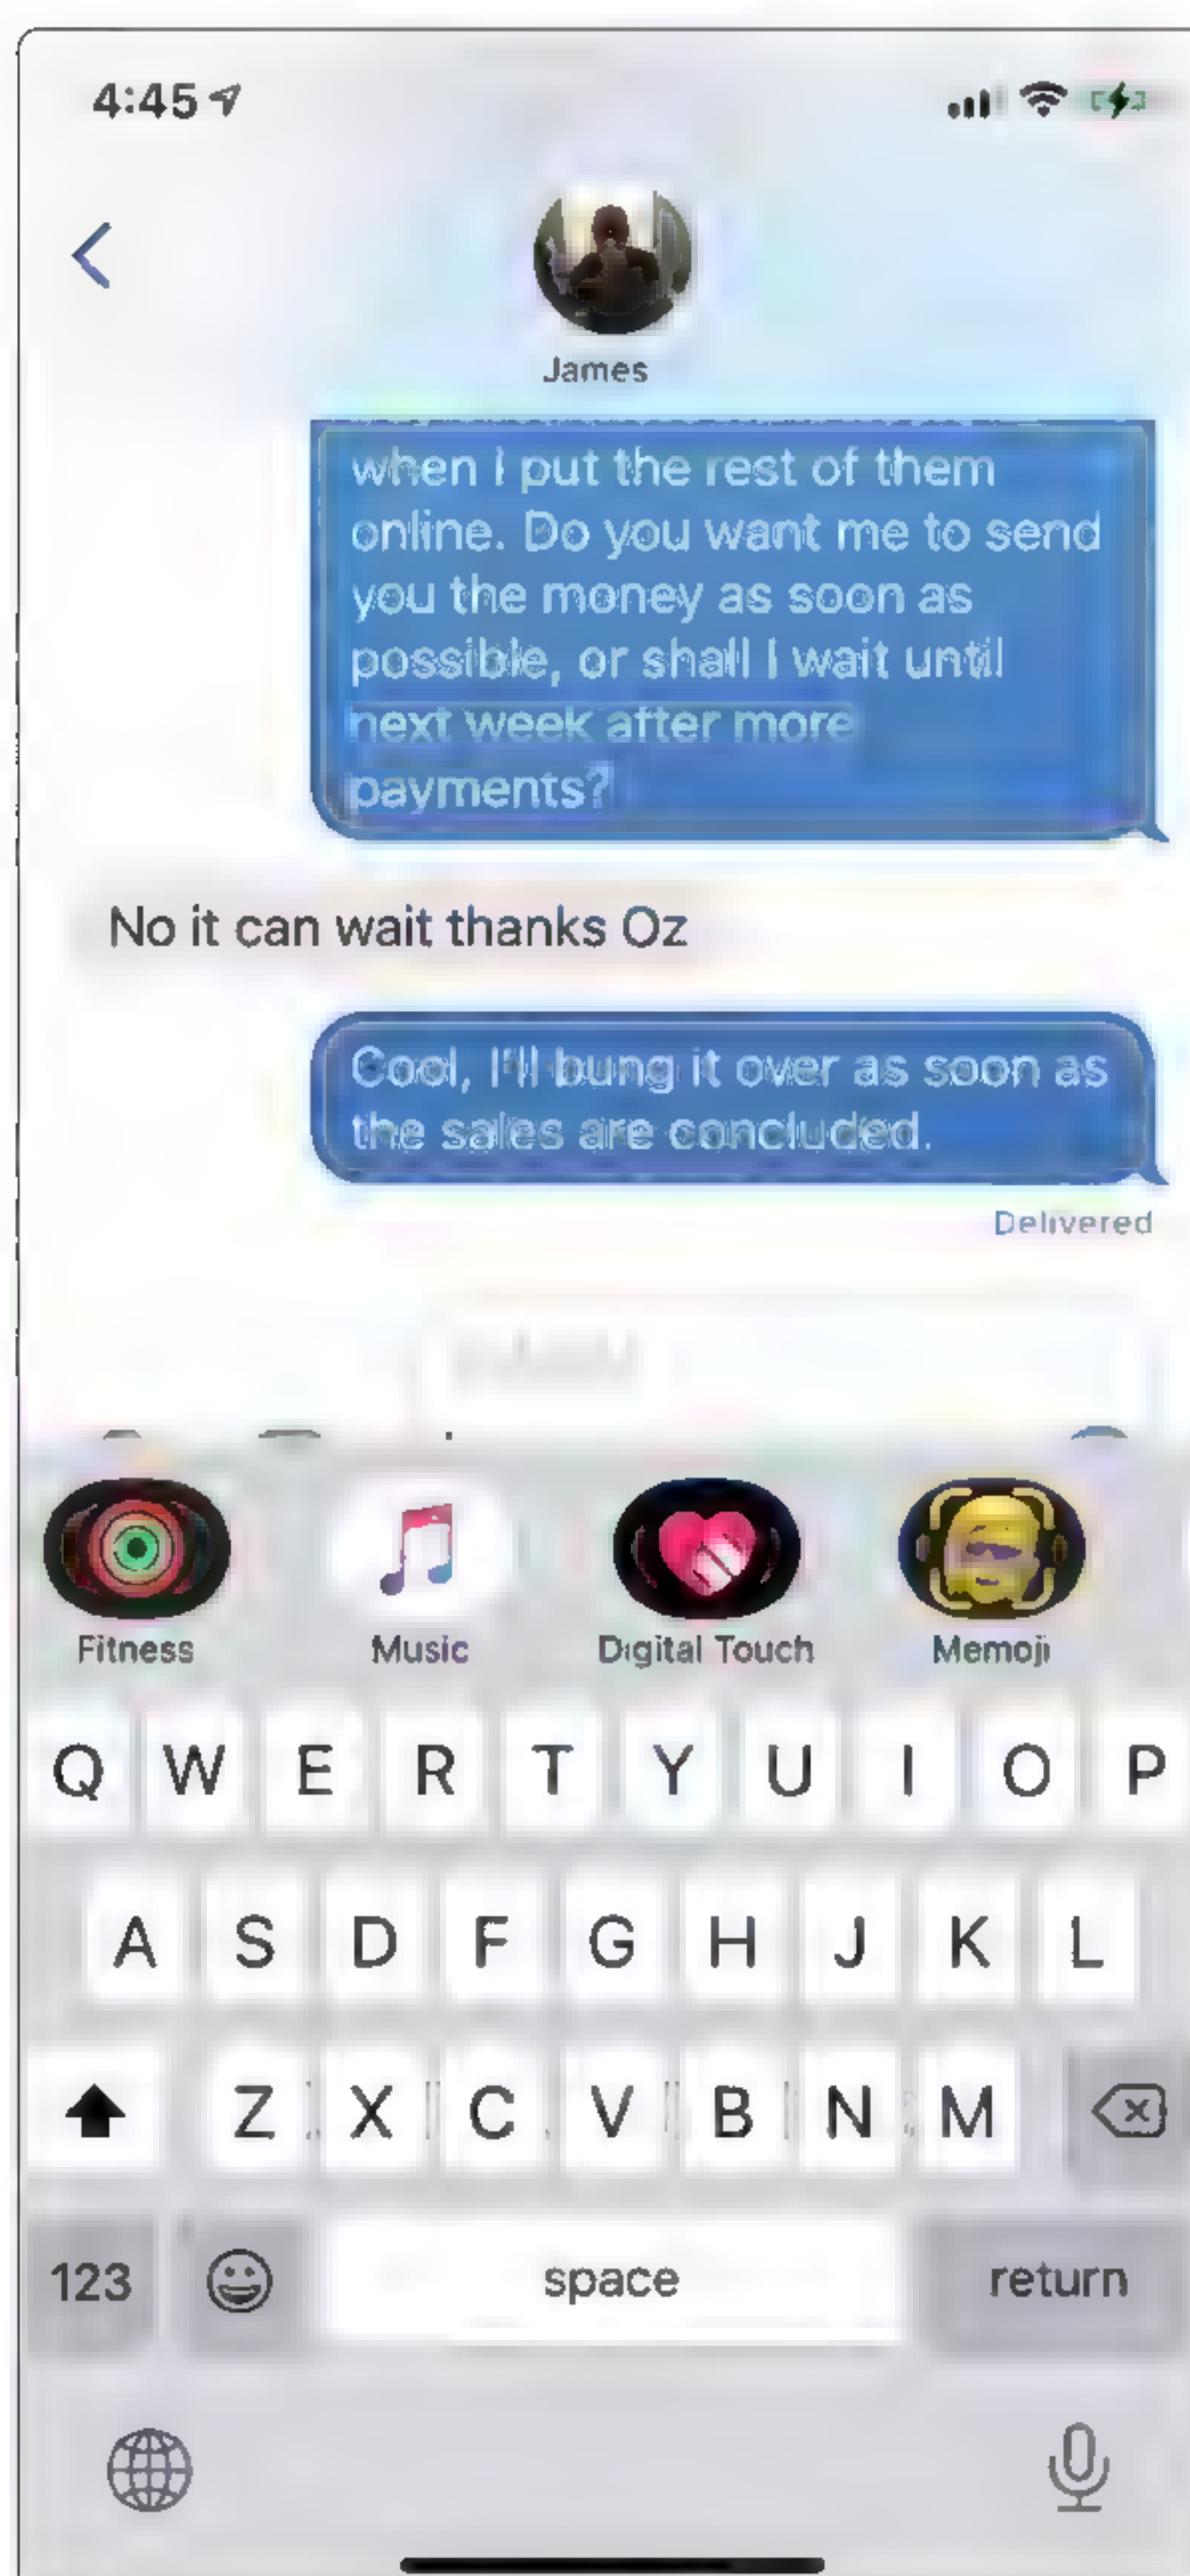 4:45
James
when I put the rest of them
online. Do you want me to send
you the money as soon as
possible, or shall I wait until
next week after more
payments?
No it can wait thanks Oz
Cool, I'll bung it over as soon as
the sales are concluded.
Delivered
Fitness Music Digital Touch Memoji
Q W E R T Y U I O P
A S D F G H J K L
Z X C V B N M
123 space return